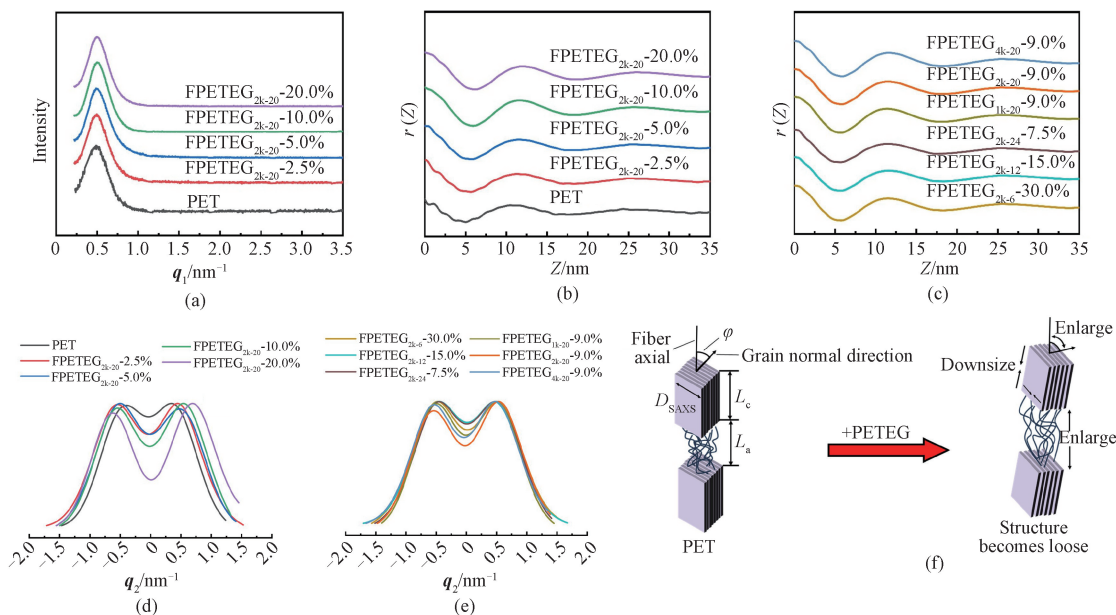 FPETEG2k-20-20.0%
FPETEG2k-20-10.0%
FPETEG2k-20-5.0%
FPETEG2k-20-2.5%
PET
Intensity
0 0.5 1.0 1.5 2.0 2.5 3.0 3.5
q1/nm−1
(a)
FPETEG2k-20-20.0%
FPETEG2k-20-10.0%
FPETEG2k-20-5.0%
FPETEG2k-20-2.5%
PET
r (Z)
0 5 10 15 20 25 30 35
Z/nm
(b)
FPETEG4k-20-9.0%
FPETEG2k-20-9.0%
FPETEG1k-20-9.0%
FPETEG2k-24-7.5%
FPETEG2k-12-15.0%
FPETEG2k-6-30.0%
r (Z)
0 5 10 15 20 25 30 35
Z/nm
(c)
PET
FPETEG2k-20-2.5%
FPETEG2k-20-5.0%
FPETEG2k-20-10.0%
FPETEG2k-20-20.0%
-2.0 -1.5 -1.0 -0.5 0 0.5 1.0 1.5 2.0
q2/nm−1
(d)
FPETEG2k-6-30.0%
FPETEG2k-12-15.0%
FPETEG2k-24-7.5%
FPETEG1k-20-9.0%
FPETEG2k-20-9.0%
FPETEG4k-20-9.0%
-2.0 -1.5 -1.0 -0.5 0 0.5 1.0 1.5 2.0
q2/nm−1
(e)
Fiber
axial
φ
Grain normal direction
DSAXS
Lc
La
PET
+PETEG
Enlarge
Downsize
Enlarge
Structure
becomes loose
(f)